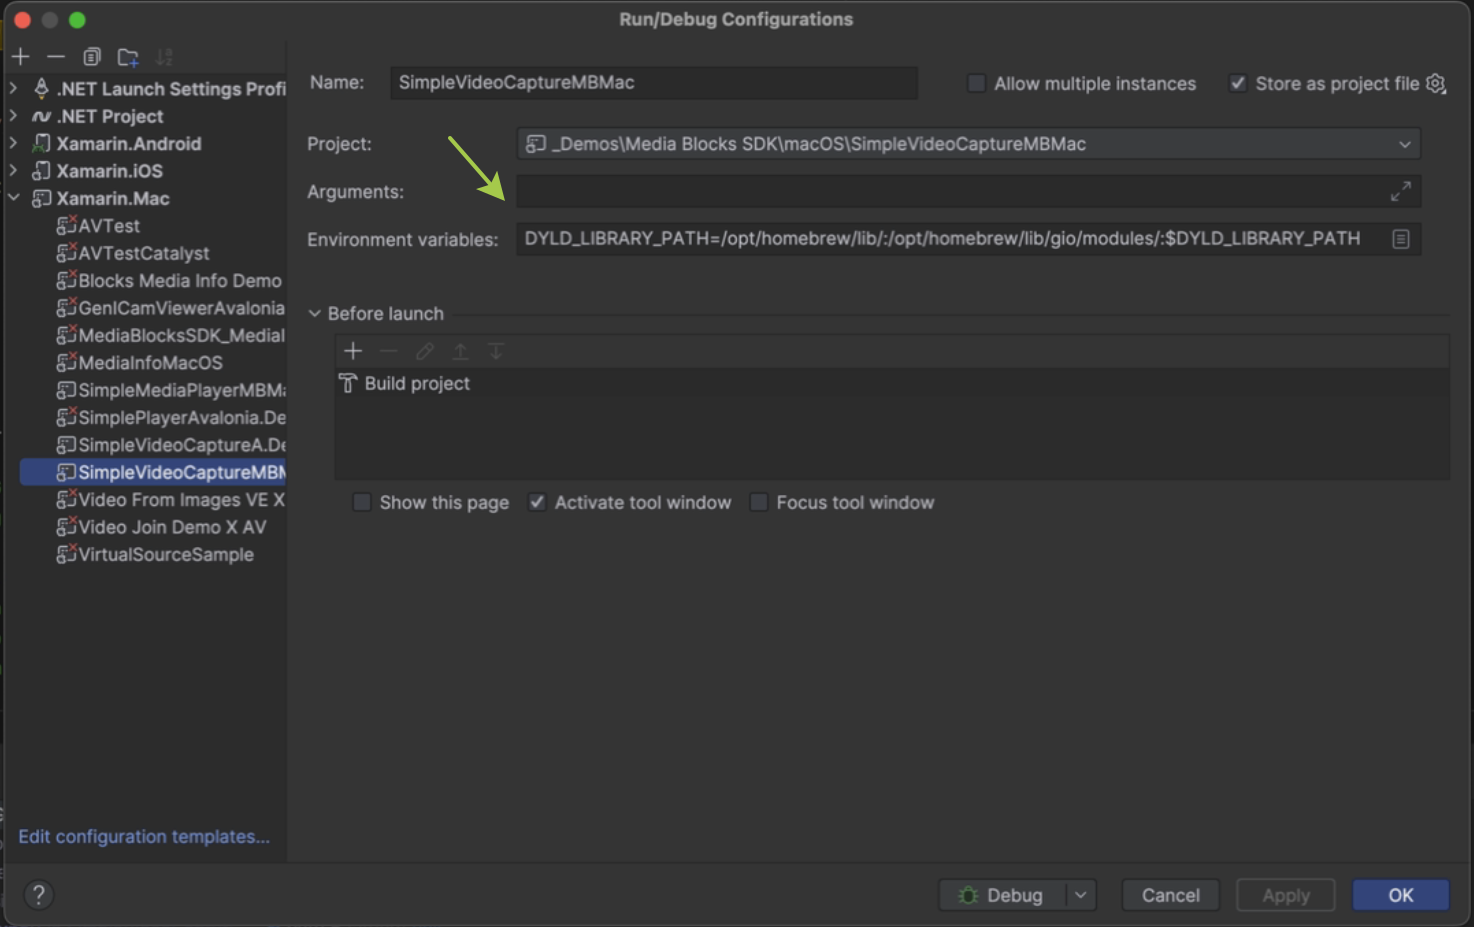 Run/Debug Configurations
.NET Launch Settings Profi
.NET Project
Xamarin.Android
Xamarin.iOS
Xamarin.Mac
AVTest
AVTestCatalyst
Blocks Media Info Demo
GenICamViewerAvalonia
MediaBlocksSDK_MediaI
MediaInfoMacOS
SimpleMediaPlayerMBMa
SimplePlayerAvalonia.De
SimpleVideoCaptureA.De
SimpleVideoCaptureMBM
Video From Images VE X
Video Join Demo X AV
VirtualSourceSample
Edit configuration templates...
Name: SimpleVideoCaptureMBMac Allow multiple instances Store as project file
Project: _Demos\Media Blocks SDK\macOS\SimpleVideoCaptureMBMac
Arguments:
Environment variables: DYLD_LIBRARY_PATH=/opt/homebrew/lib/:/opt/homebrew/lib/gio/modules/:$DYLD_LIBRARY_PATH
Before launch
Build project
Show this page Activate tool window Focus tool window
? Debug Cancel Apply OK